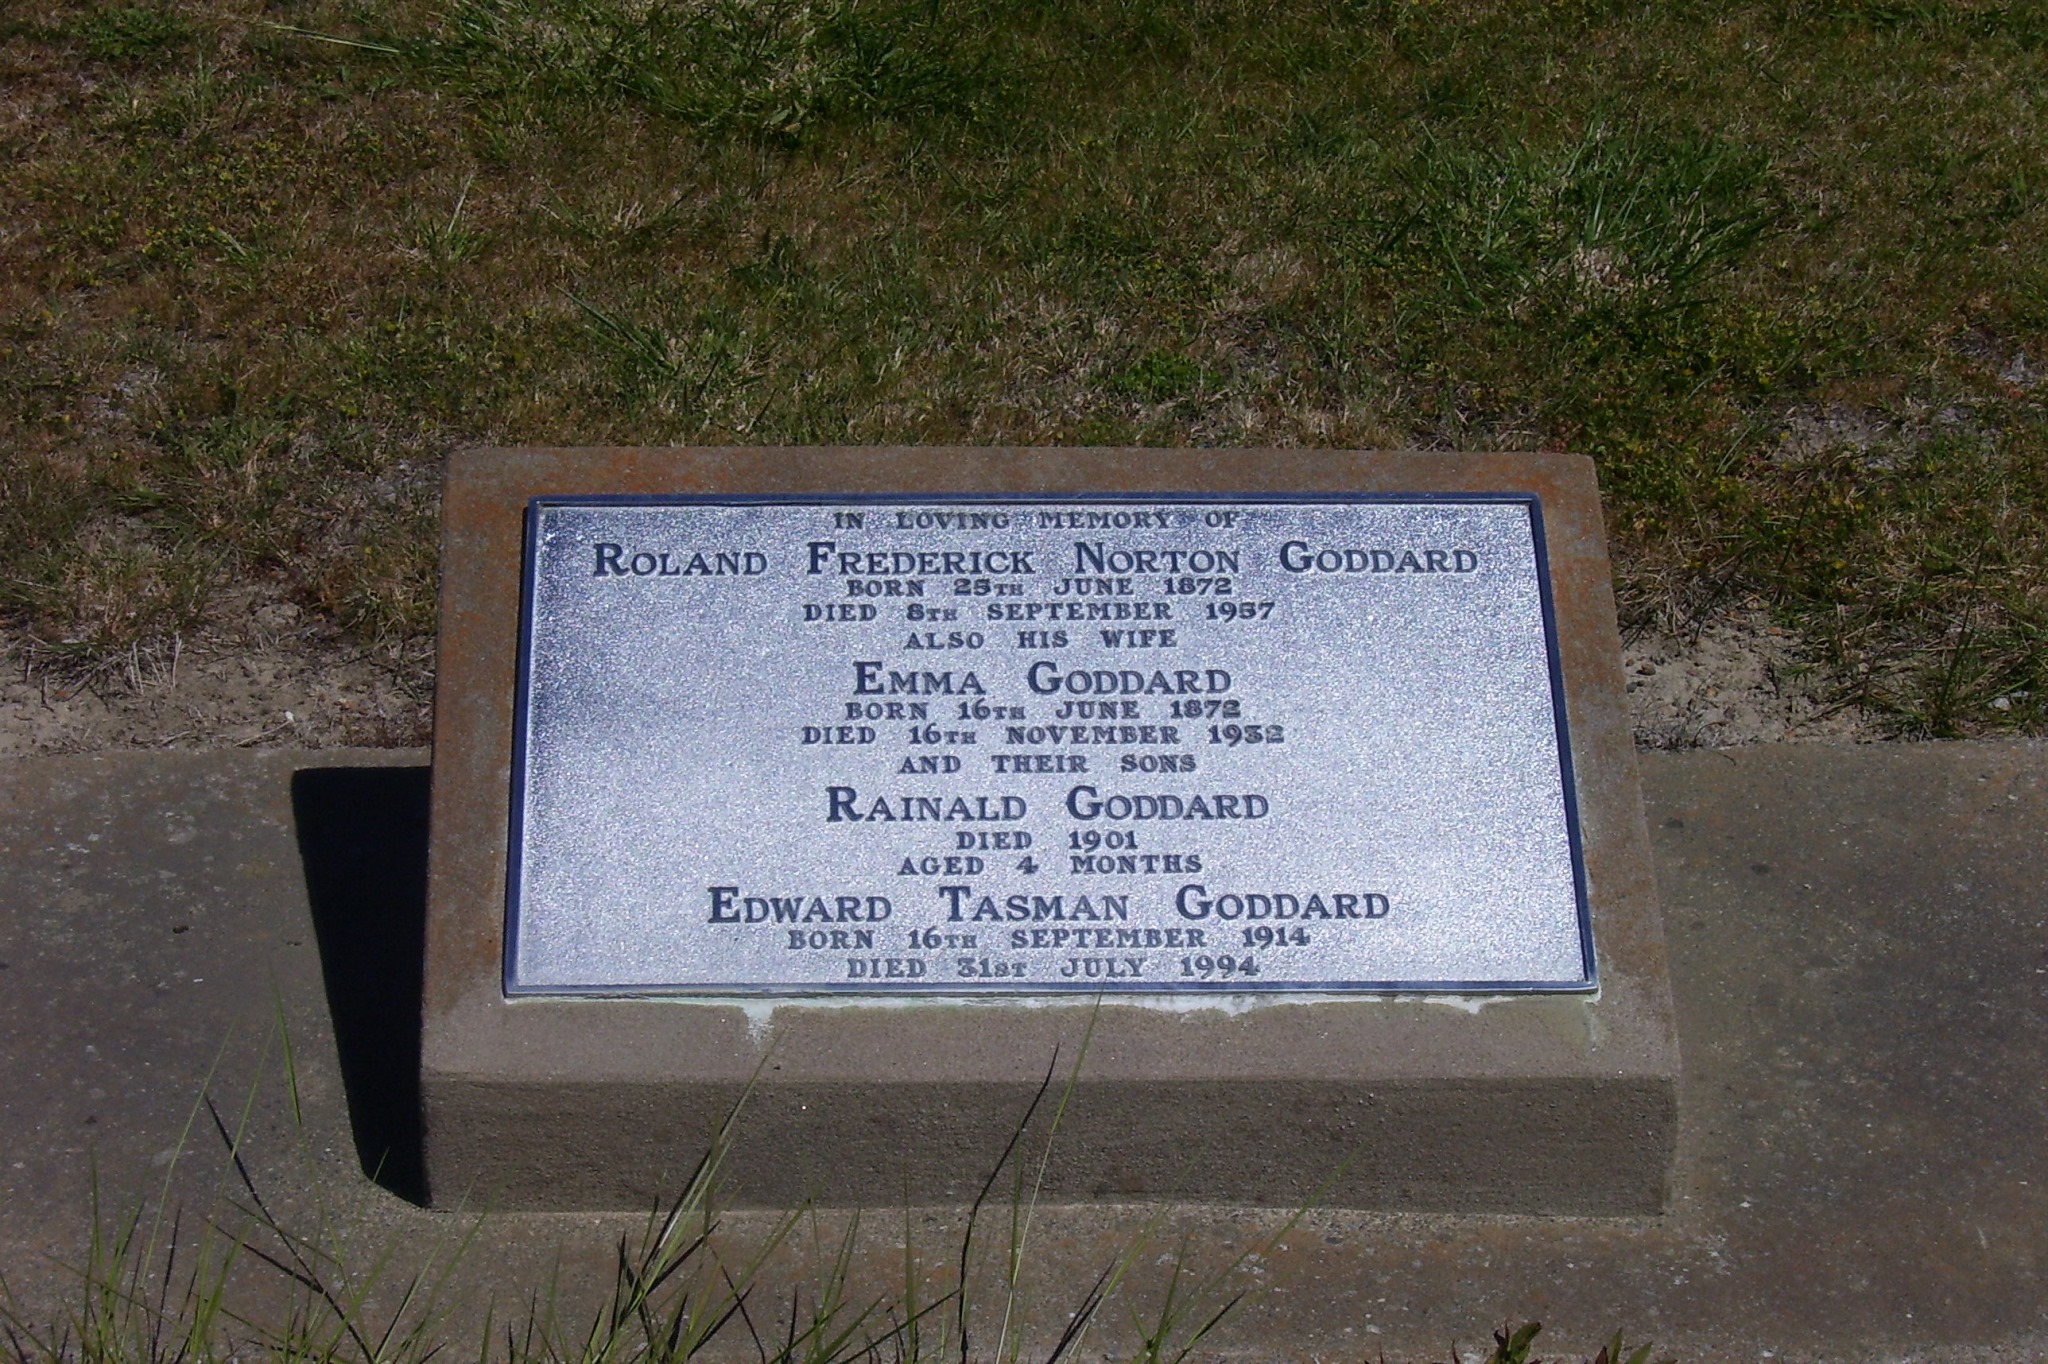 IN LOVING MEMORY OF
ROLAND FREDERICK NORTON GODDARD
BORN 25TH JUNE 1872
DIED 8TH SEPTEMBER 1957
ALSO HIS WIFE
EMMA GODDARD
BORN 16TH JUNE 1872
DIED 16TH NOVEMBER 1932
AND THEIR SONS
RAINALD GODDARD
DIED 1901
AGED 4 MONTHS
EDWARD TASMAN GODDARD
BORN 16TH SEPTEMBER 1914
DIED 31ST JULY 1994